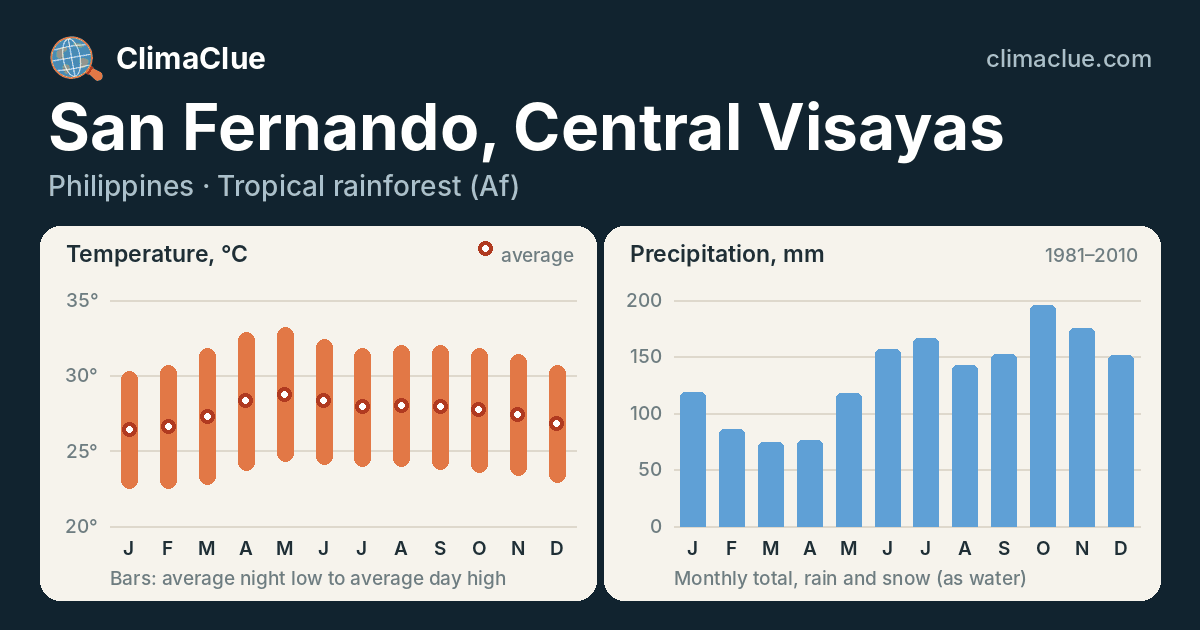 ClimaClue
climaclue.com
San Fernando, Central Visayas
Philippines · Tropical rainforest (Af)
Temperature, °C
average
35°
30°
25°
20°
J F M A M J J A S O N D
Bars: average night low to average day high
Precipitation, mm
1981–2010
200
150
100
50
0
J F M A M J J A S O N D
Monthly total, rain and snow (as water)